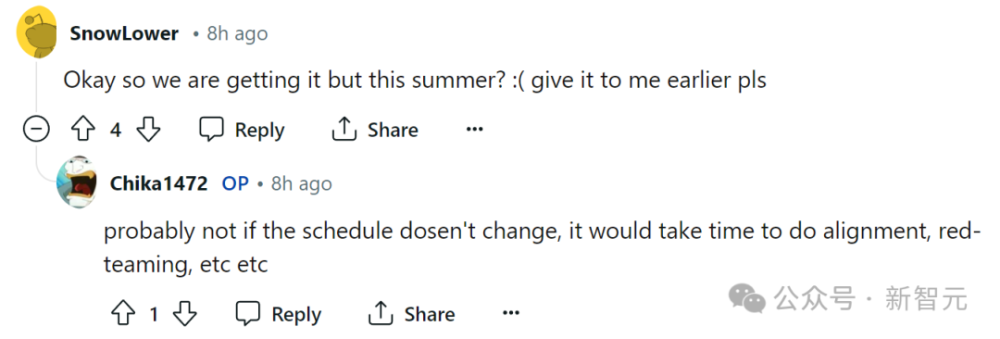 SnowLower • 8h ago
Okay so we are getting it but this summer? :( give it to me earlier pls
4 Reply Share ···
Chika1472 OP • 8h ago
probably not if the schedule dosen't change, it would take time to do alignment, red-
teaming, etc etc
1 Reply Share ···
公众号 · 新智元